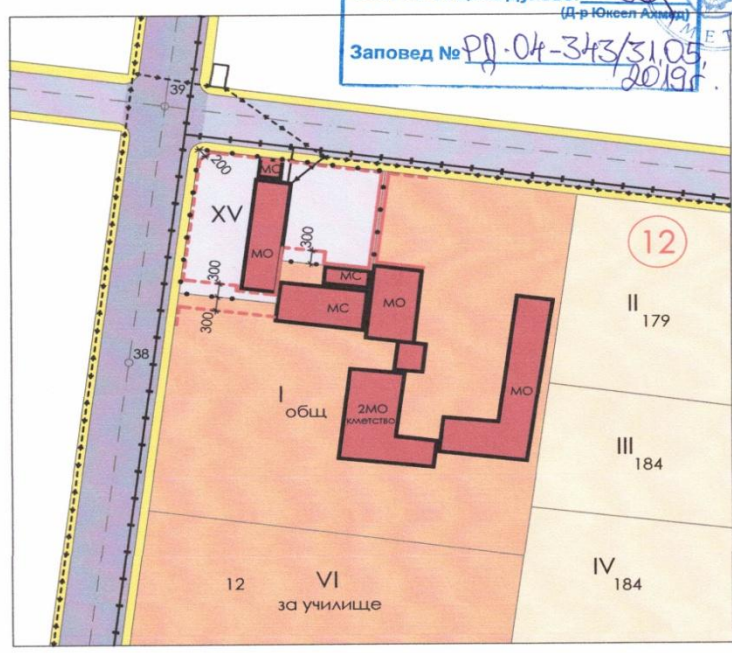 (Д-р Юксел Ахмед)
Заповед № РД-04-343/31.05.
2019г.
39
200
МС
XV
МО
300
12
300
МС
МО
II
179
300
МС
38
I
общ
2МО
кметство
МО
III
184
12
VI
за училище
IV
184